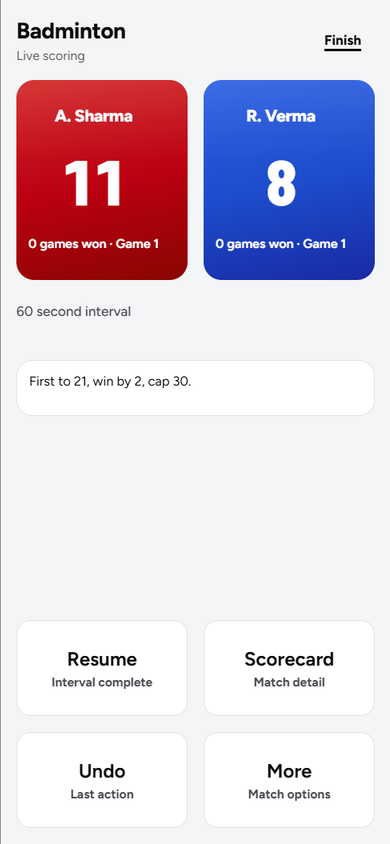 Badminton
Live scoring
Finish
A. Sharma
11
0 games won · Game 1
R. Verma
8
0 games won · Game 1
60 second interval
First to 21, win by 2, cap 30.
Resume
Interval complete
Scorecard
Match detail
Undo
Last action
More
Match options